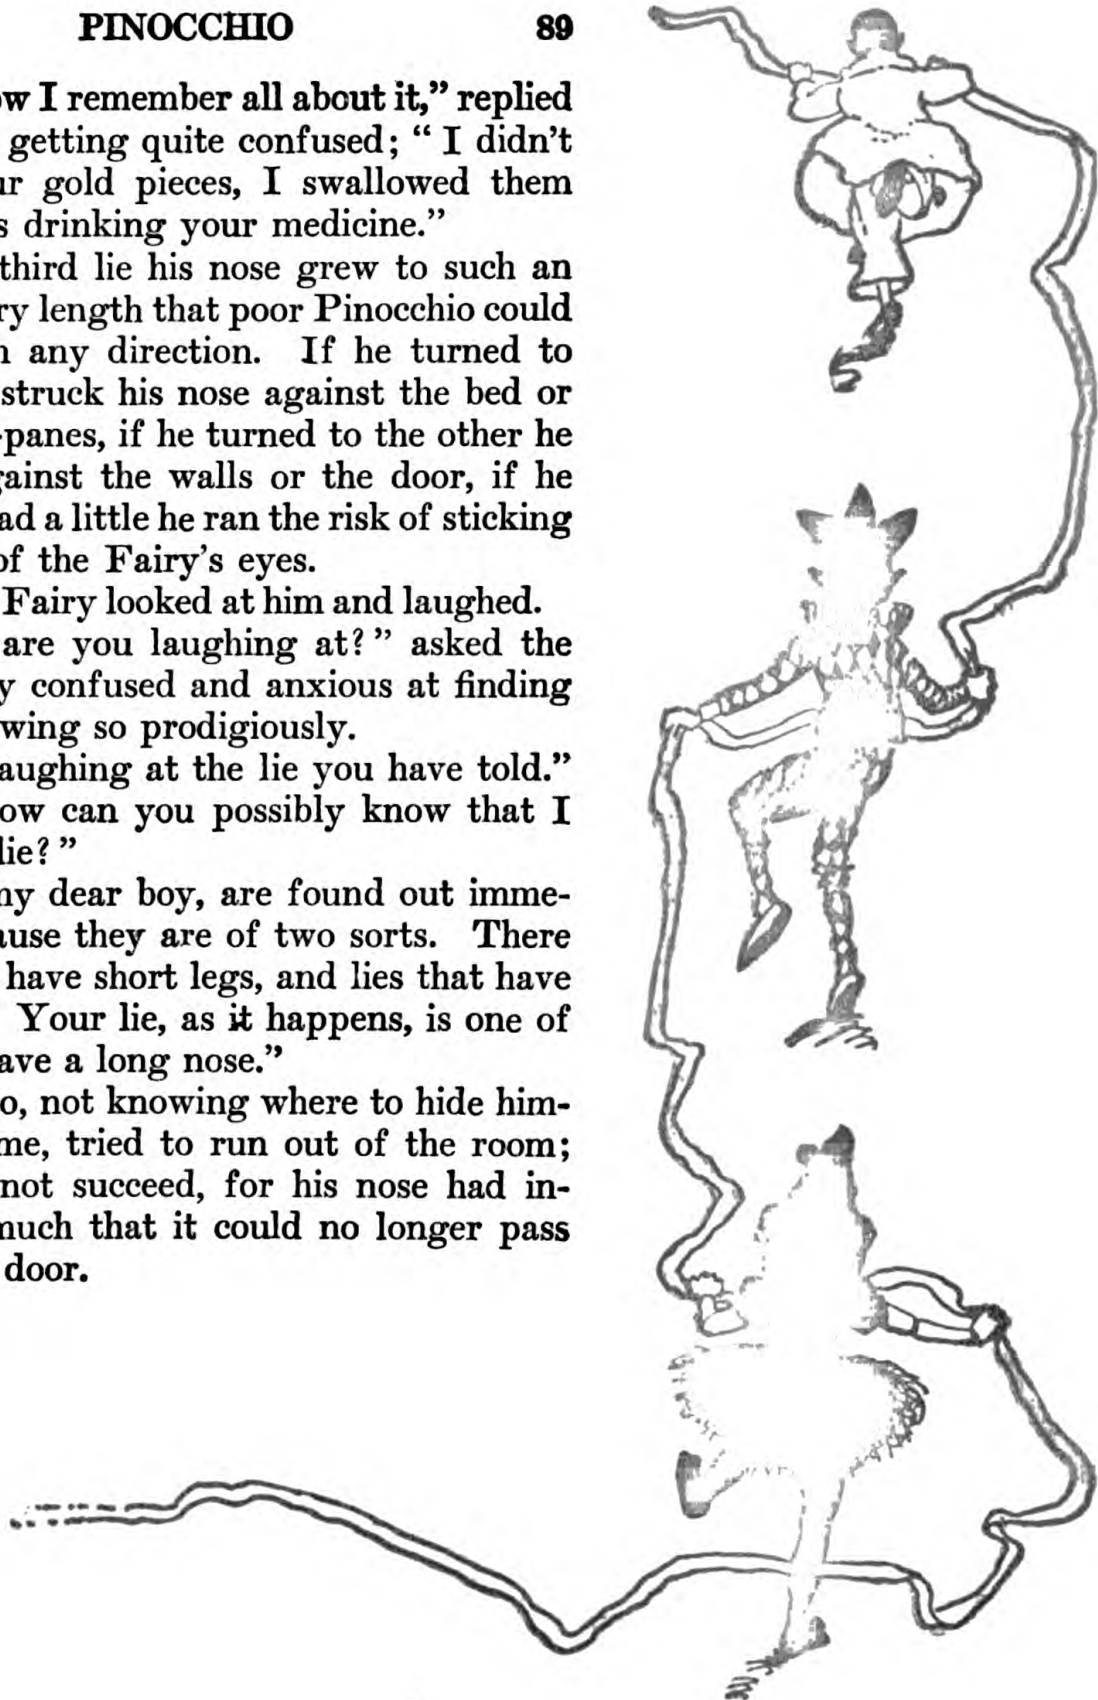 PINOCCHIO 89
ow I remember all about it,” replied
getting quite confused; “ I didn’t
ur gold pieces, I swallowed them
s drinking your medicine.”
third lie his nose grew to such an
ry length that poor Pinocchio could
n any direction. If he turned to
struck his nose against the bed or
-panes, if he turned to the other he
gainst the walls or the door, if he
ad a little he ran the risk of sticking
of the Fairy’s eyes.
Fairy looked at him and laughed.
are you laughing at? ” asked the
y confused and anxious at finding
wing so prodigiously.
aughing at the lie you have told.”
ow can you possibly know that I
lie? ”
my dear boy, are found out imme-
ause they are of two sorts. There
have short legs, and lies that have
Your lie, as it happens, is one of
ave a long nose.”
o, not knowing where to hide him-
me, tried to run out of the room;
not succeed, for his nose had in-
much that it could no longer pass
door.